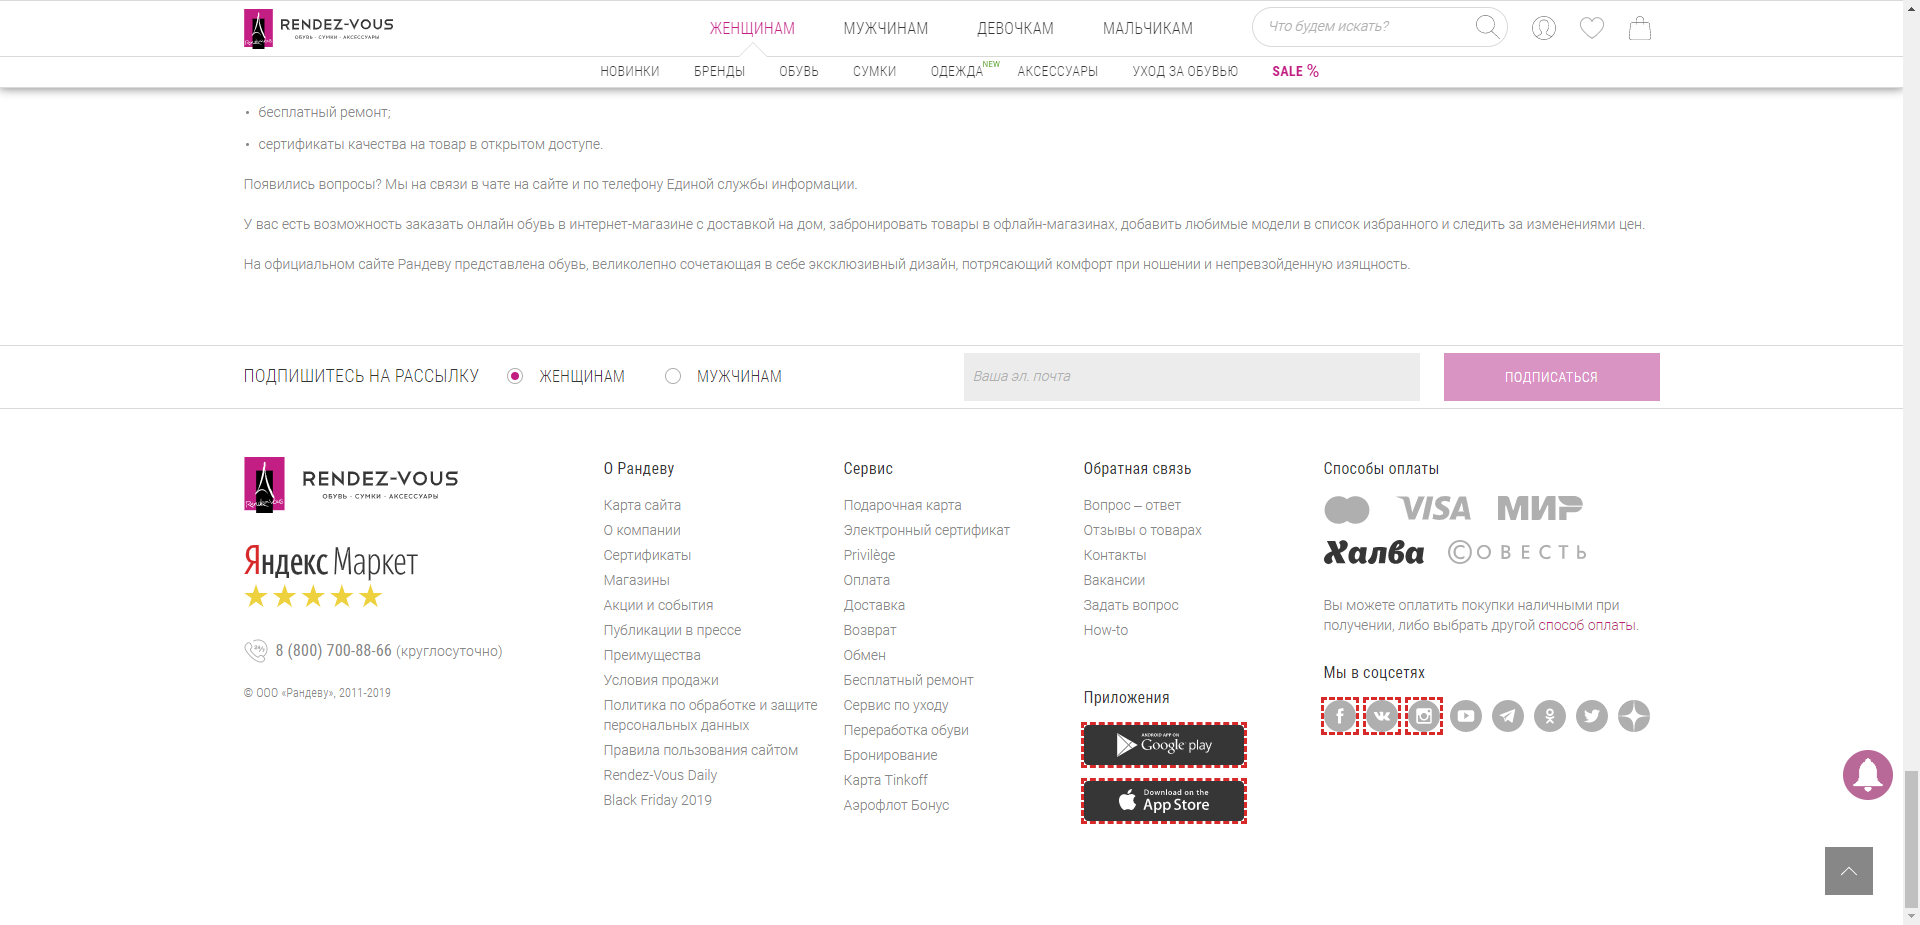 RENDEZ-VOUS
ОБУВЬ · СУМКИ · АКСЕССУАРЫ
ЖЕНЩИНАМ
МУЖЧИНАМ
ДЕВОЧКАМ
МАЛЬЧИКАМ
Что будем искать?
НОВИНКИ
БРЕНДЫ
ОБУВЬ
СУМКИ
ОДЕЖДА NEW
АКСЕССУАРЫ
УХОД ЗА ОБУВЬЮ
SALE %
• бесплатный ремонт;
• сертификаты качества на товар в открытом доступе.
Появились вопросы? Мы на связи в чате на сайте и по телефону Единой службы информации.
У вас есть возможность заказать онлайн обувь в интернет-магазине с доставкой на дом, забронировать товары в офлайн-магазинах, добавить любимые модели в список избранного и следить за изменениями цен.
На официальном сайте Рандеву представлена обувь, великолепно сочетающая в себе эксклюзивный дизайн, потрясающий комфорт при ношении и непревзойденную изящность.
ПОДПИШИТЕСЬ НА РАССЫЛКУ
ЖЕНЩИНАМ
МУЖЧИНАМ
Ваша эл. почта
ПОДПИСАТЬСЯ
Rendez-Vous
RENDEZ-VOUS
ОБУВЬ · СУМКИ · АКСЕССУАРЫ
Яндекс Маркет
24/7
8 (800) 700-88-66 (круглосуточно)
© ООО «Рандеву», 2011-2019
О Рандеву
Карта сайта
О компании
Сертификаты
Магазины
Акции и события
Публикации в прессе
Преимущества
Условия продажи
Политика по обработке и защите
персональных данных
Правила пользования сайтом
Rendez-Vous Daily
Black Friday 2019
Сервис
Подарочная карта
Электронный сертификат
Privilège
Оплата
Доставка
Возврат
Обмен
Бесплатный ремонт
Сервис по уходу
Переработка обуви
Бронирование
Карта Tinkoff
Аэрофлот Бонус
Обратная связь
Вопрос – ответ
Отзывы о товарах
Контакты
Вакансии
Задать вопрос
How-to
Приложения
ANDROID APP ON
Google play
Download on the
App Store
Способы оплаты
VISA
МИР
Халва
СОВЕСТЬ
Вы можете оплатить покупки наличными при
получении, либо выбрать другой способ оплаты.
Мы в соцсетях